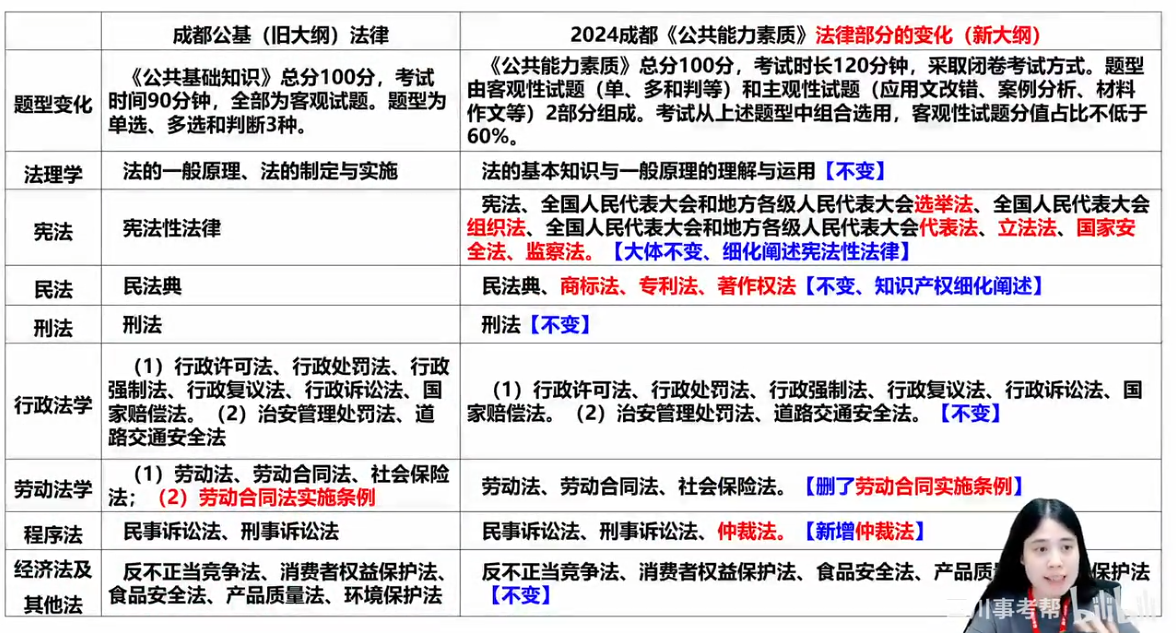 成都公基（旧大纲）法律
2024成都《公共能力素质》法律部分的变化（新大纲）
题型变化
《公共基础知识》总分100分，考试
时间90分钟，全部为客观试题。题型为
单选、多选和判断3种。
《公共能力素质》总分100分，考试时长120分钟，采取闭卷考试方式。题型
由客观性试题（单、多和判等）和主观性试题（应用文改错、案例分析、材料
作文等）2部分组成。考试从上述题型中组合选用，客观性试题分值占比不低于
60%。
法理学
法的一般原理、法的制定与实施
法的基本知识与一般原理的理解与运用【不变】
宪法
宪法性法律
宪法、全国人民代表大会和地方各级人民代表大会选举法、全国人民代表大会
组织法、全国人民代表大会和地方各级人民代表大会代表法、立法法、国家安
全法、监察法。【大体不变、细化阐述宪法性法律】
民法
民法典
民法典、商标法、专利法、著作权法【不变、知识产权细化阐述】
刑法
刑法
刑法【不变】
行政法学
（1）行政许可法、行政处罚法、行政
强制法、行政复议法、行政诉讼法、国
家赔偿法。（2）治安管理处罚法、道
路交通安全法
（1）行政许可法、行政处罚法、行政强制法、行政复议法、行政诉讼法、国
家赔偿法。（2）治安管理处罚法、道路交通安全法。【不变】
劳动法学
（1）劳动法、劳动合同法、社会保险
法；（2）劳动合同法实施条例
劳动法、劳动合同法、社会保险法。【删了劳动合同实施条例】
程序法
民事诉讼法、刑事诉讼法
民事诉讼法、刑事诉讼法、仲裁法。【新增仲裁法】
经济法及
其他法
反不正当竞争法、消费者权益保护法、
食品安全法、产品质量法、环境保护法
反不正当竞争法、消费者权益保护法、食品安全法、产品质 保护法
【不变】
川事考帮 bilibili